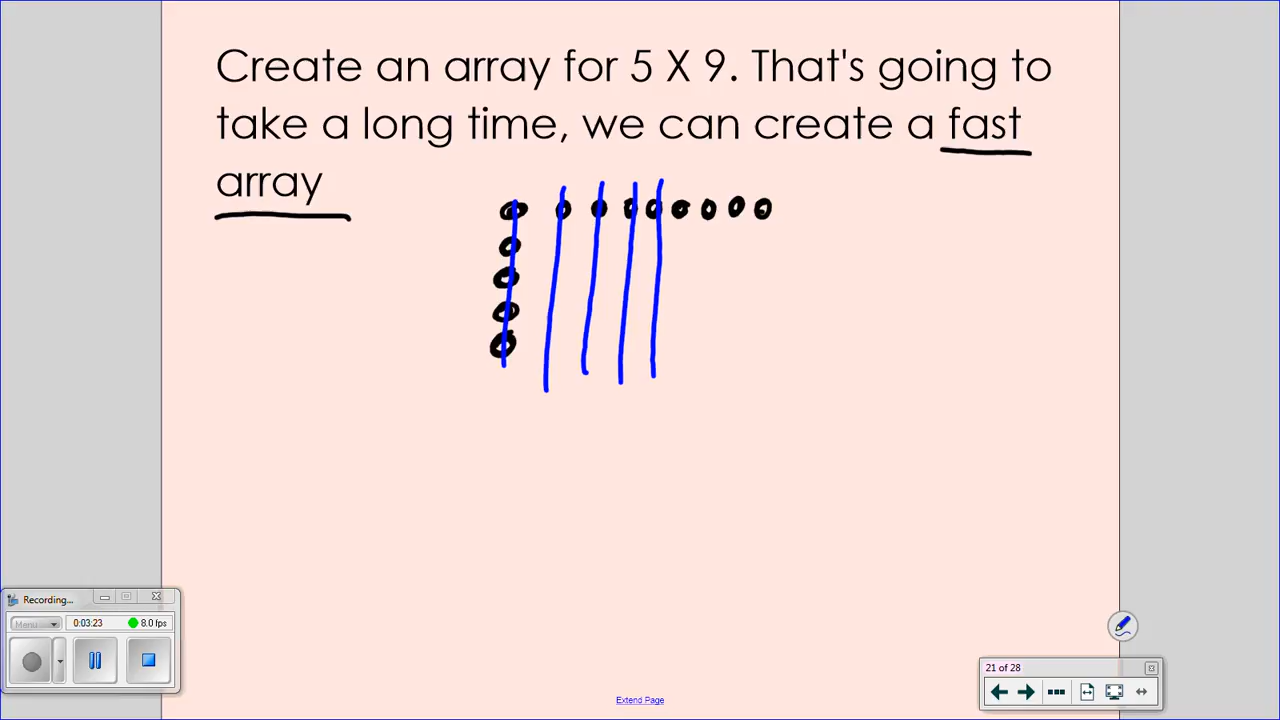 Create an array for 5 X 9. That's going to
take a long time, we can create a fast
array
Recording...
Menu
0:03:23
8.0 fps
21 of 28
Extend Page